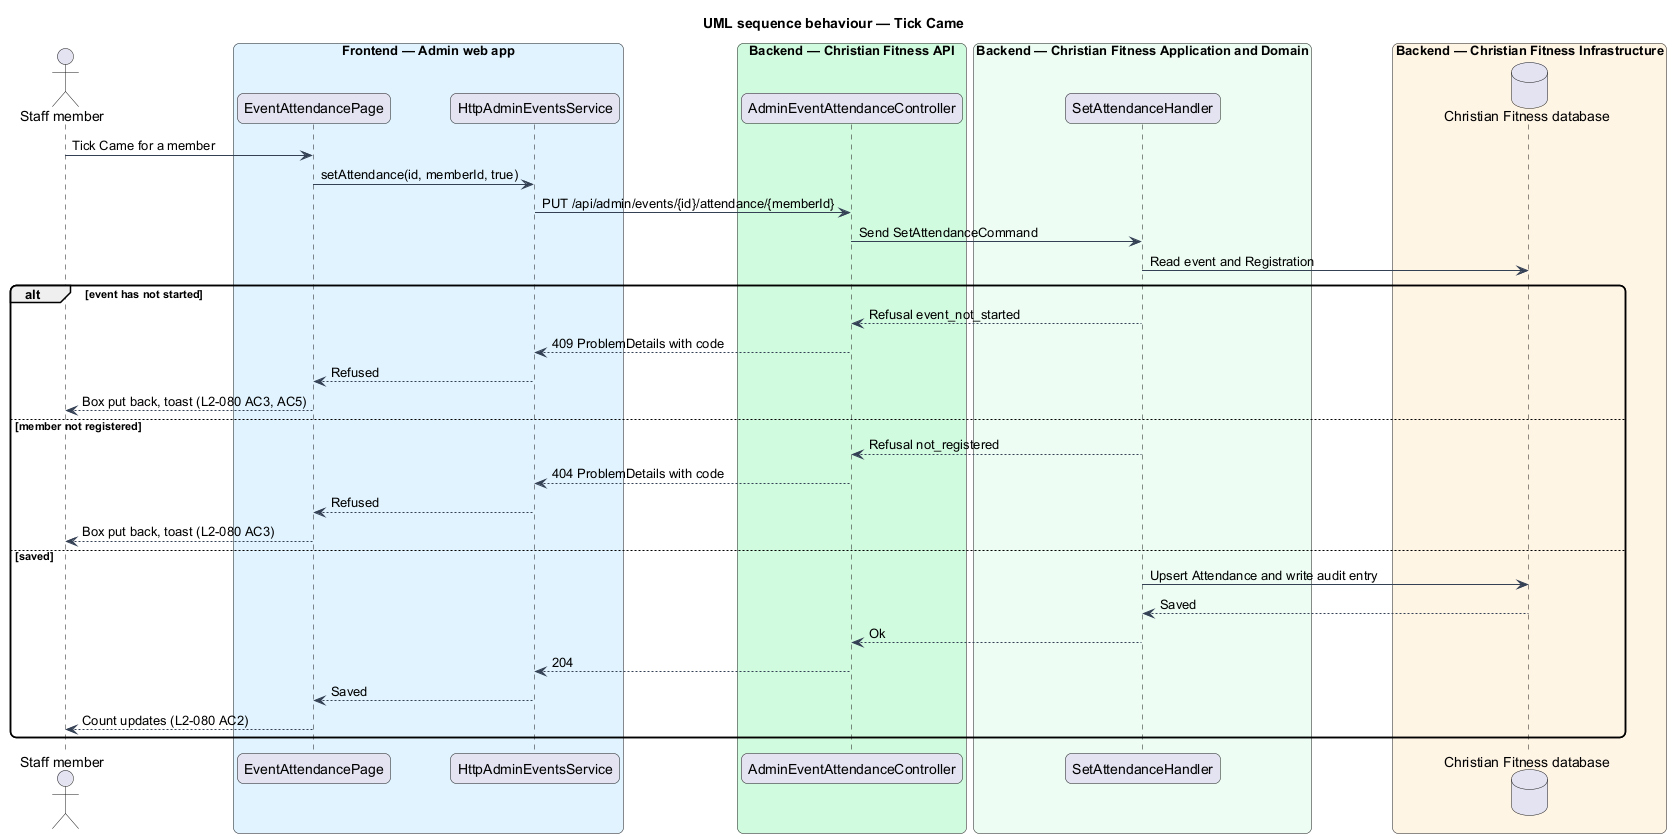 UML sequence behaviour — Tick Came
Frontend — Admin web app
Backend — Christian Fitness API
Backend — Christian Fitness Application and Domain
Backend — Christian Fitness Infrastructure
Staff member
EventAttendancePage
HttpAdminEventsService
AdminEventAttendanceController
SetAttendanceHandler
Christian Fitness database
Tick Came for a member
setAttendance(id, memberId, true)
PUT /api/admin/events/{id}/attendance/{memberId}
Send SetAttendanceCommand
Read event and Registration
alt
[event has not started]
Refusal event_not_started
409 ProblemDetails with code
Refused
Box put back, toast (L2-080 AC3, AC5)
[member not registered]
Refusal not_registered
404 ProblemDetails with code
Refused
Box put back, toast (L2-080 AC3)
[saved]
Upsert Attendance and write audit entry
Saved
Ok
204
Saved
Count updates (L2-080 AC2)
Staff member
EventAttendancePage
HttpAdminEventsService
AdminEventAttendanceController
SetAttendanceHandler
Christian Fitness database